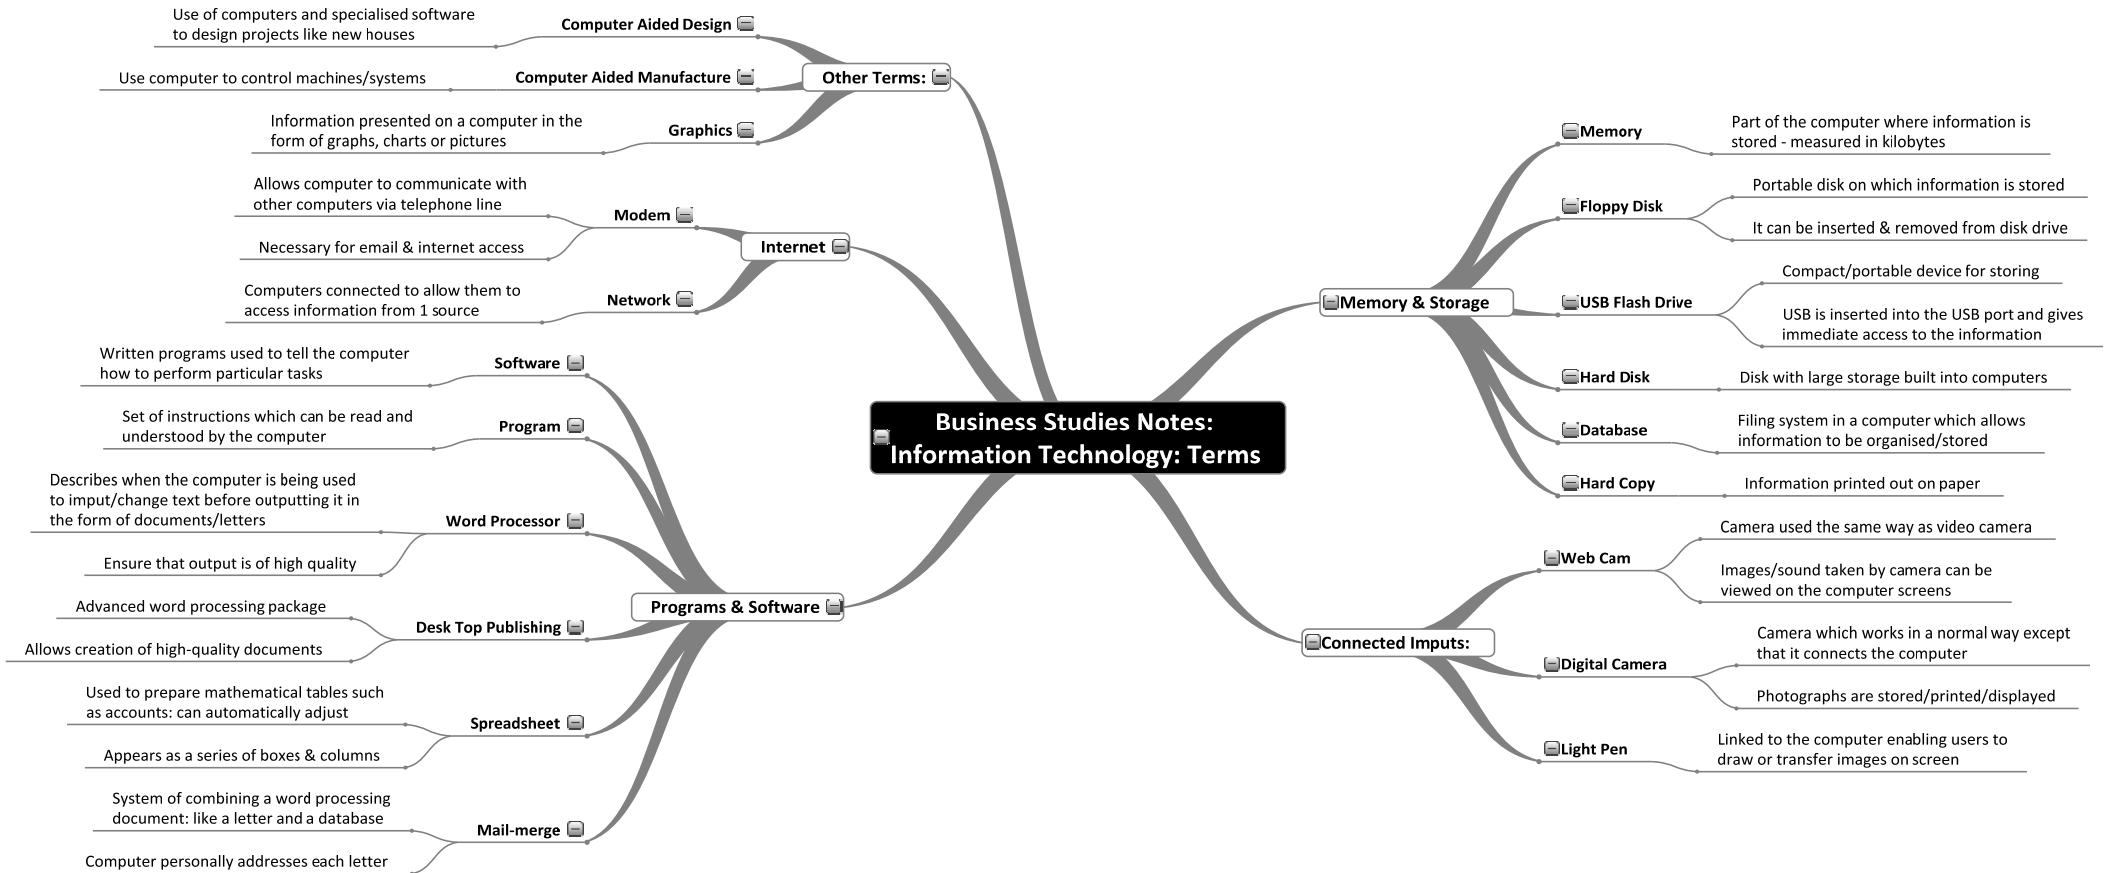 Business Studies Notes:
Information Technology: Terms
Other Terms:
Computer Aided Design
Use of computers and specialised software
to design projects like new houses
Computer Aided Manufacture
Use computer to control machines/systems
Graphics
Information presented on a computer in the
form of graphs, charts or pictures
Internet
Modem
Allows computer to communicate with
other computers via telephone line
Necessary for email & internet access
Network
Computers connected to allow them to
access information from 1 source
Programs & Software
Software
Written programs used to tell the computer
how to perform particular tasks
Program
Set of instructions which can be read and
understood by the computer
Word Processor
Describes when the computer is being used
to imput/change text before outputting it in
the form of documents/letters
Ensure that output is of high quality
Desk Top Publishing
Advanced word processing package
Allows creation of high-quality documents
Spreadsheet
Used to prepare mathematical tables such
as accounts: can automatically adjust
Appears as a series of boxes & columns
Mail-merge
System of combining a word processing
document: like a letter and a database
Computer personally addresses each letter
Memory & Storage
Memory
Part of the computer where information is
stored - measured in kilobytes
Floppy Disk
Portable disk on which information is stored
It can be inserted & removed from disk drive
USB Flash Drive
Compact/portable device for storing
USB is inserted into the USB port and gives
immediate access to the information
Hard Disk
Disk with large storage built into computers
Database
Filing system in a computer which allows
information to be organised/stored
Hard Copy
Information printed out on paper
Connected Imputs:
Web Cam
Camera used the same way as video camera
Images/sound taken by camera can be
viewed on the computer screens
Digital Camera
Camera which works in a normal way except
that it connects the computer
Photographs are stored/printed/displayed
Light Pen
Linked to the computer enabling users to
draw or transfer images on screen